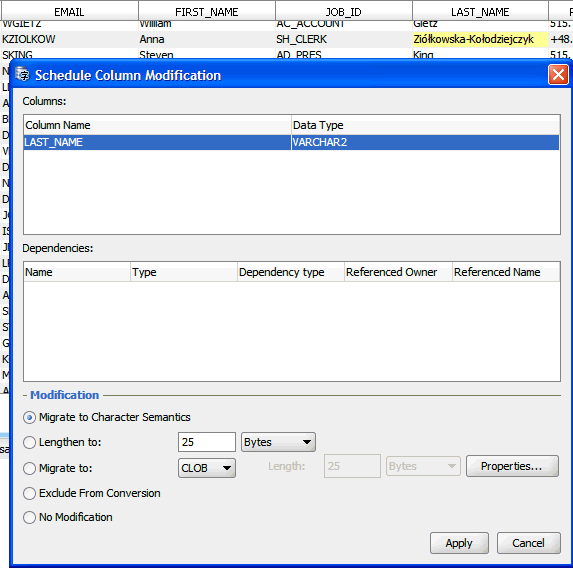 EMAIL FIRST_NAME JOB_ID LAST_NAME
WGIETZ William AC_ACCOUNT Gietz 515.
KZIOLKOW Anna SH_CLERK Ziółkowska-Kołodziejczyk +48.
SKING Steven AD_PRES King 515.
Schedule Column Modification
Columns:
Column Name Data Type
LAST_NAME VARCHAR2
Dependencies:
Name Type Dependency type Referenced Owner Referenced Name
Modification
Migrate to Character Semantics
Lengthen to: 25 Bytes
Migrate to: CLOB Length: 25 Bytes Properties...
Exclude From Conversion
No Modification
Apply Cancel